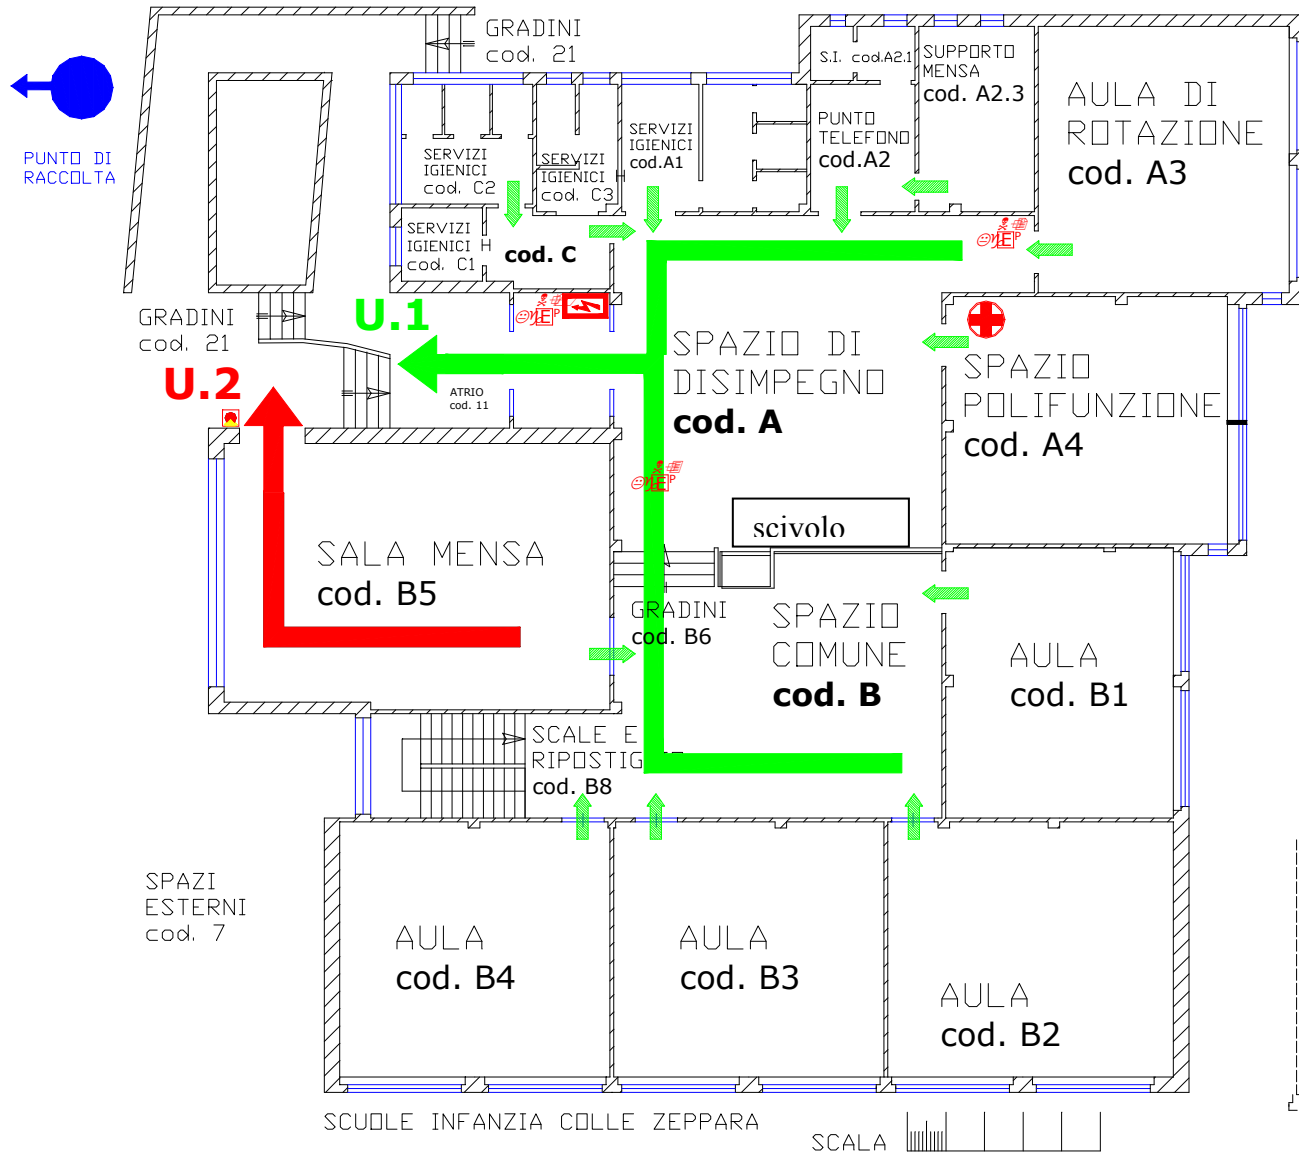 GRADINI
cod. 21
S.I. cod.A2.1
SUPPORTO
MENSA
cod. A2.3
AULA DI
ROTAZIONE
cod. A3
PUNTO DI
RACCOLTA
SERVIZI
IGIENICI
cod. C2
SERVIZI
IGIENICI H
cod. C3
SERVIZI
IGIENICI
cod.A1
PUNTO
TELEFONO
cod. A2
SERVIZI
IGIENICI H
cod. C1
cod. C
E P
E P
GRADINI
cod. 21
U.1
U.2
ATRIO
cod. 11
SPAZIO DI
DISIMPEGNO
cod. A
SPAZIO
POLIFUNZIONE
cod. A4
E P
scivolo
SALA MENSA
cod. B5
GRADINI
cod. B6
SPAZIO
COMUNE
cod. B
AULA
cod. B1
SCALE E
cod. B8
SPAZI
ESTERNI
cod. 7
AULA
cod. B4
AULA
cod. B3
AULA
cod. B2
SCUOLE INFANZIA COLLE ZEPPARA
SCALA